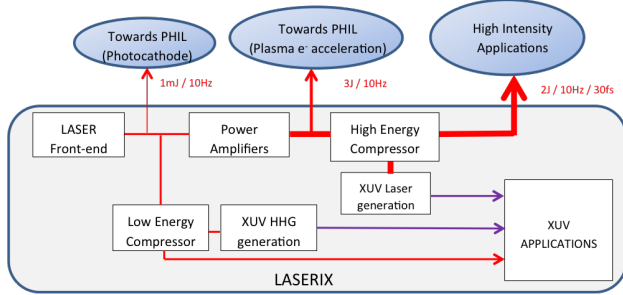 Towards PHIL
(Photocathode)
Towards PHIL
(Plasma e⁻ acceleration)
High Intensity
Applications
1mJ / 10Hz
3J / 10Hz
2J / 10Hz / 30fs
LASER
Front-end
Power
Amplifiers
High Energy
Compressor
XUV Laser
generation
Low Energy
Compressor
XUV HHG
generation
XUV
APPLICATIONS
LASERIX